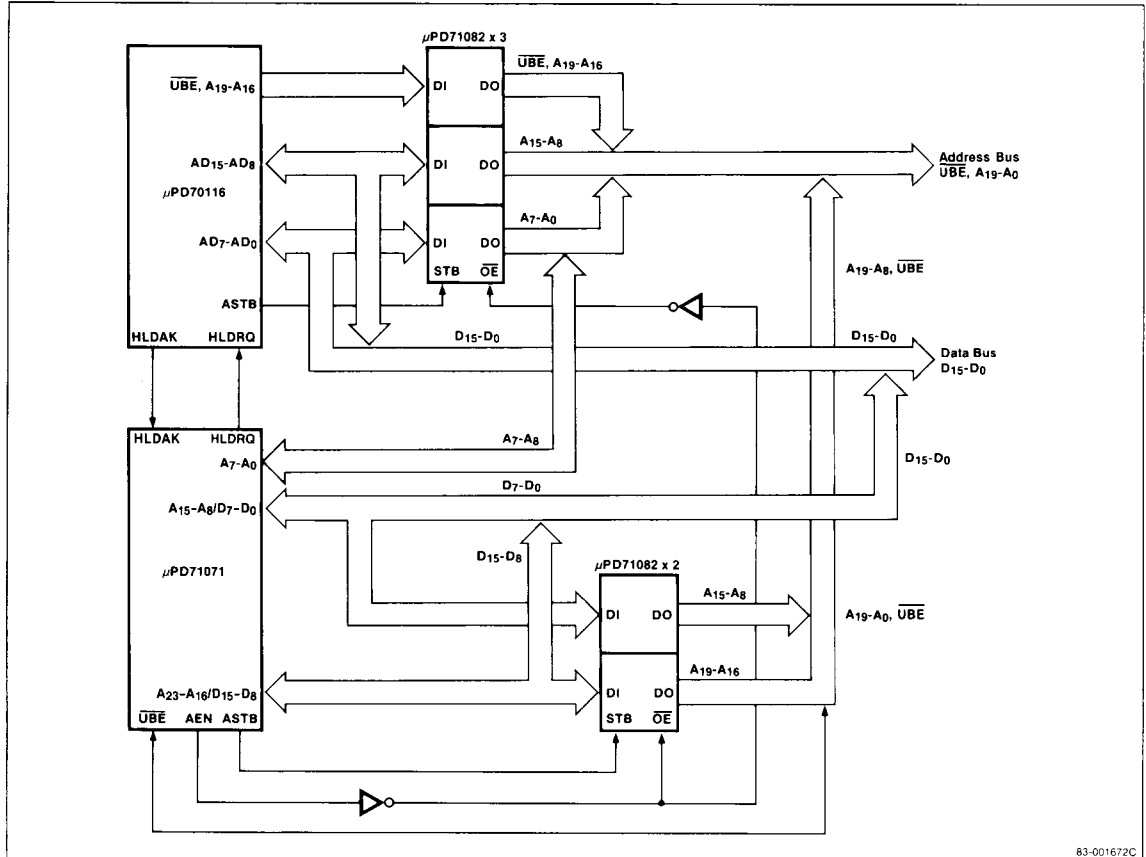 μPD71082 x 3
UBE, A19-A16
DI
DO
UBE, A19-A16
AD15-AD8
DI
DO
A15-A8
Address Bus
UBE, A19-A0
μPD70116
AD7-AD0
DI
DO
A7-A0
STB
OE
A19-A8, UBE
ASTB
HLDAK
HLDRQ
D15-D0
D15-D0
Data Bus
D15-D0
HLDAK
HLDRQ
A7-A0
A7-A8
D15-D0
A15-A8/D7-D0
D7-D0
μPD71071
D15-D8
μPD71082 x 2
DI
DO
A15-A8
A19-A0, UBE
A23-A16/D15-D8
DI
DO
A19-A16
STB
OE
UBE
AEN
ASTB
83-001672C